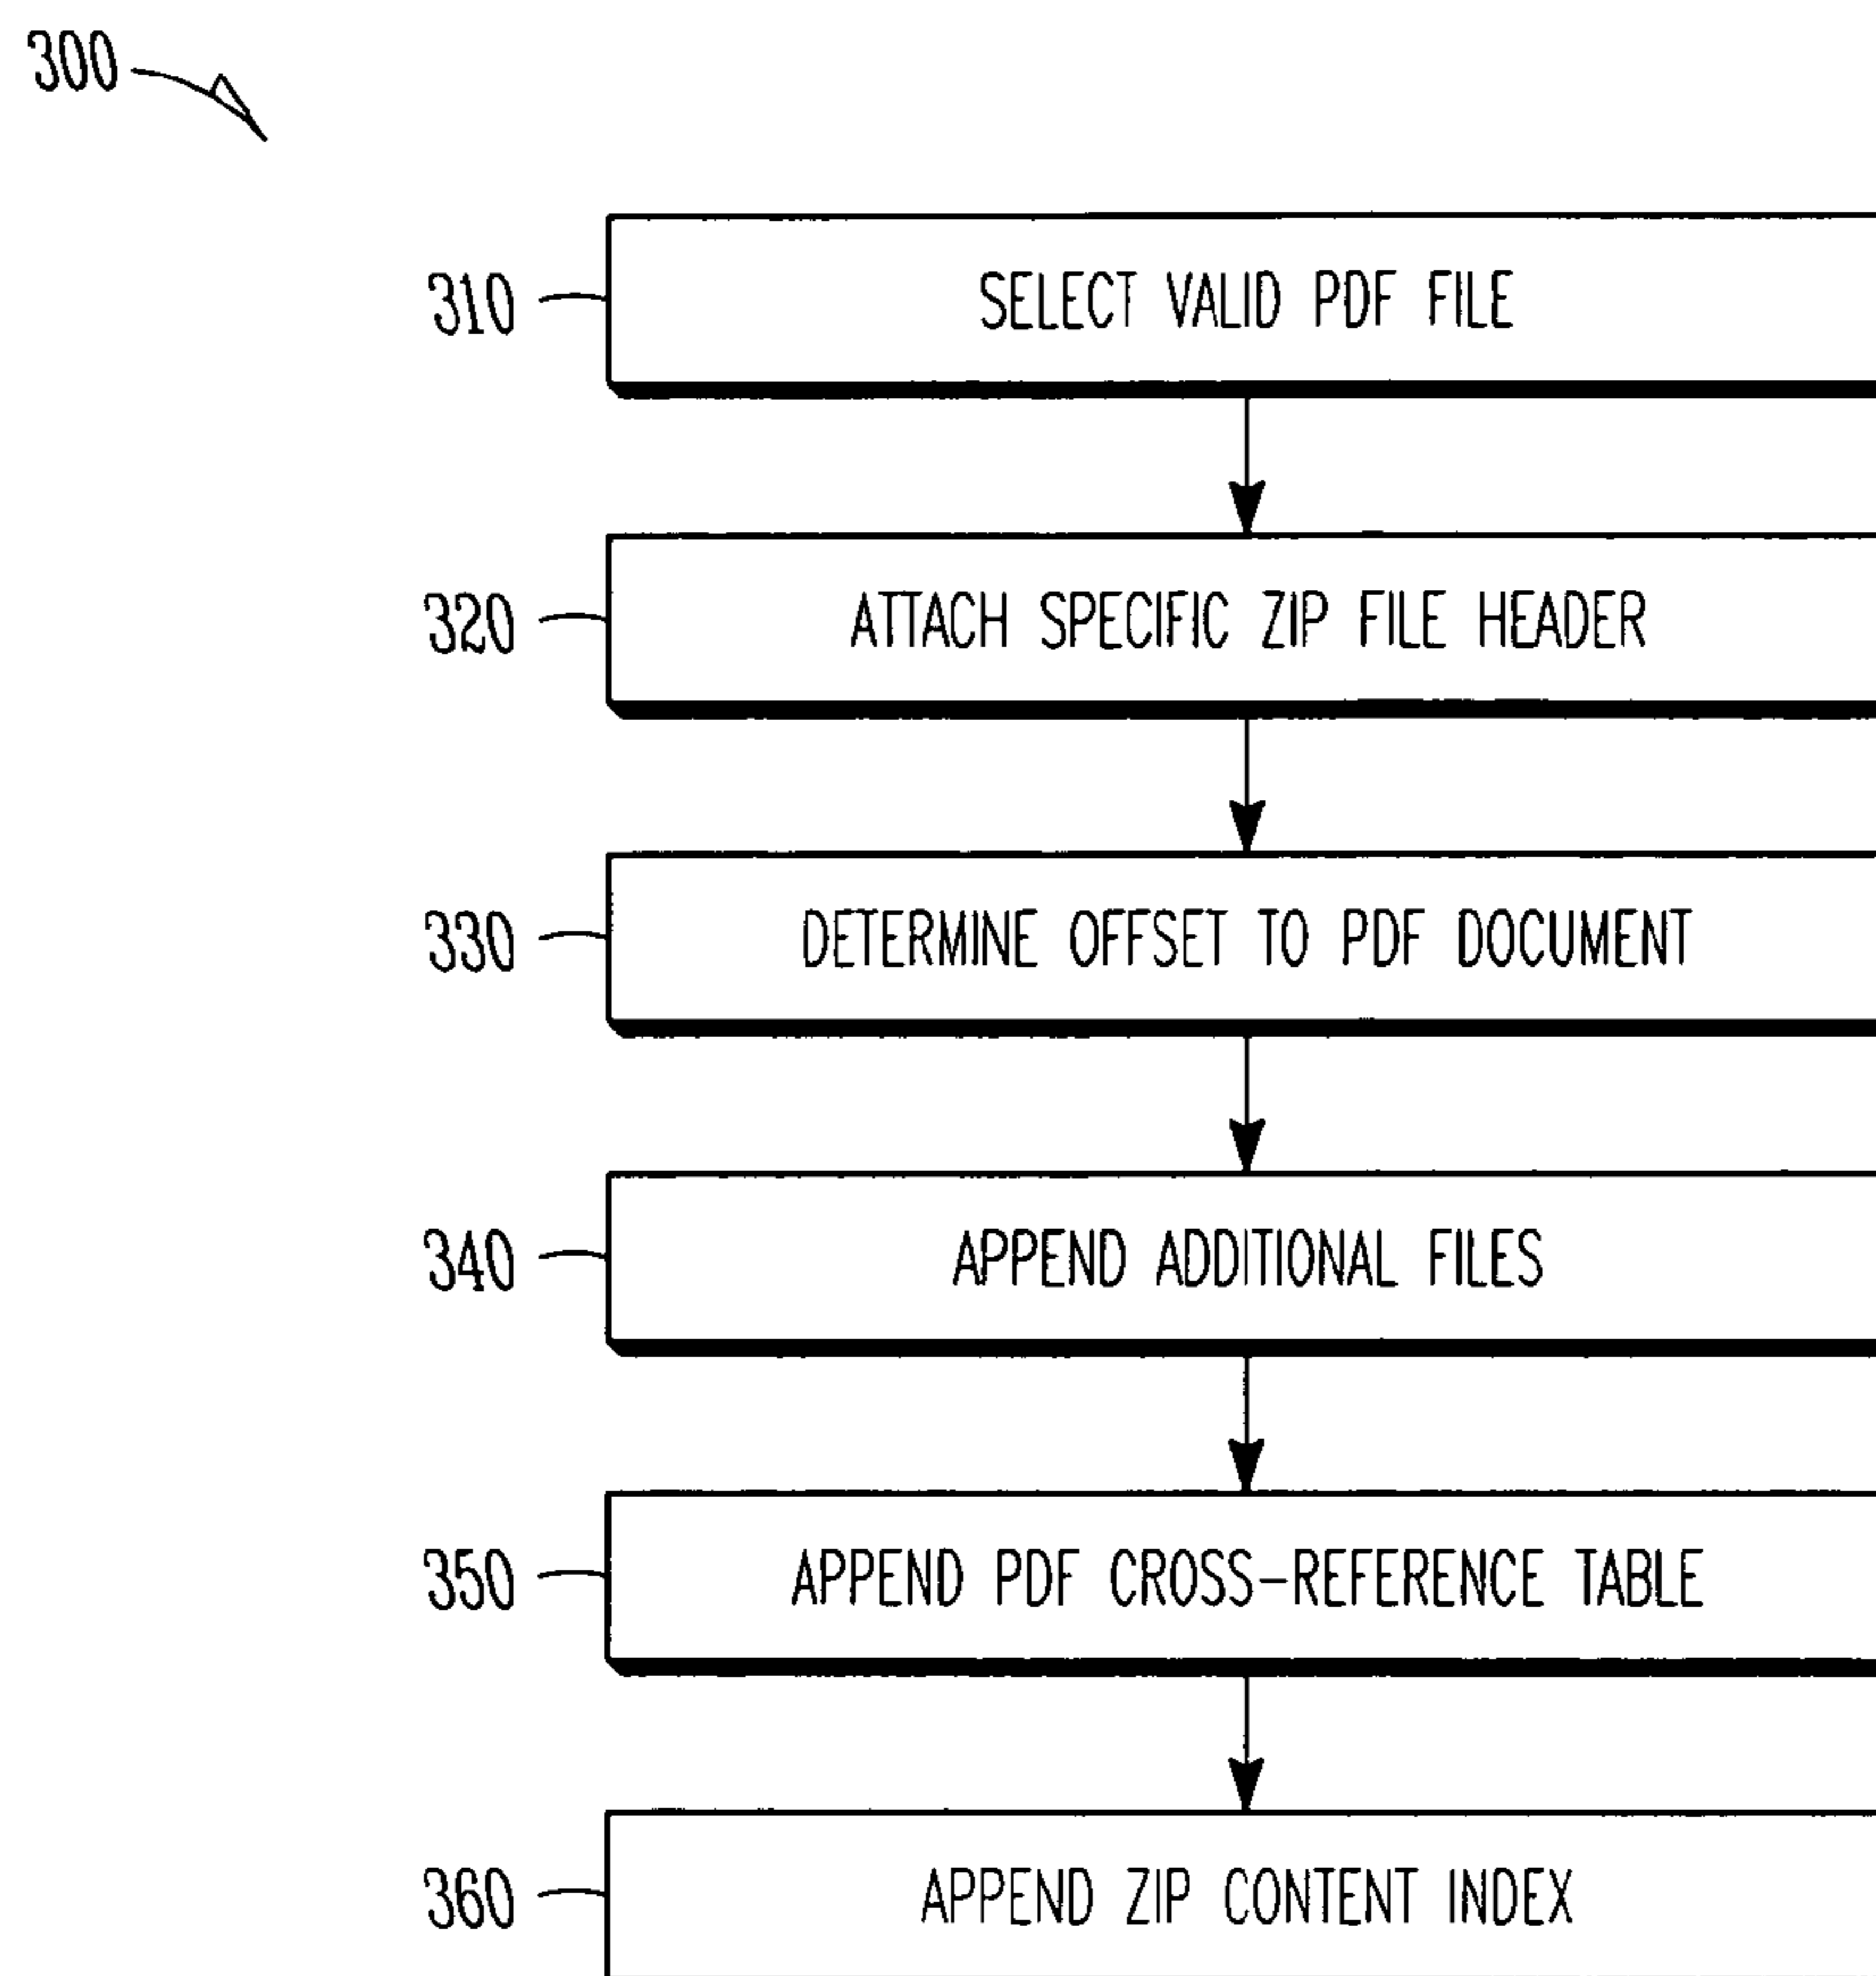 300
310 SELECT VALID PDF FILE
320 ATTACH SPECIFIC ZIP FILE HEADER
330 DETERMINE OFFSET TO PDF DOCUMENT
340 APPEND ADDITIONAL FILES
350 APPEND PDF CROSS-REFERENCE TABLE
360 APPEND ZIP CONTENT INDEX